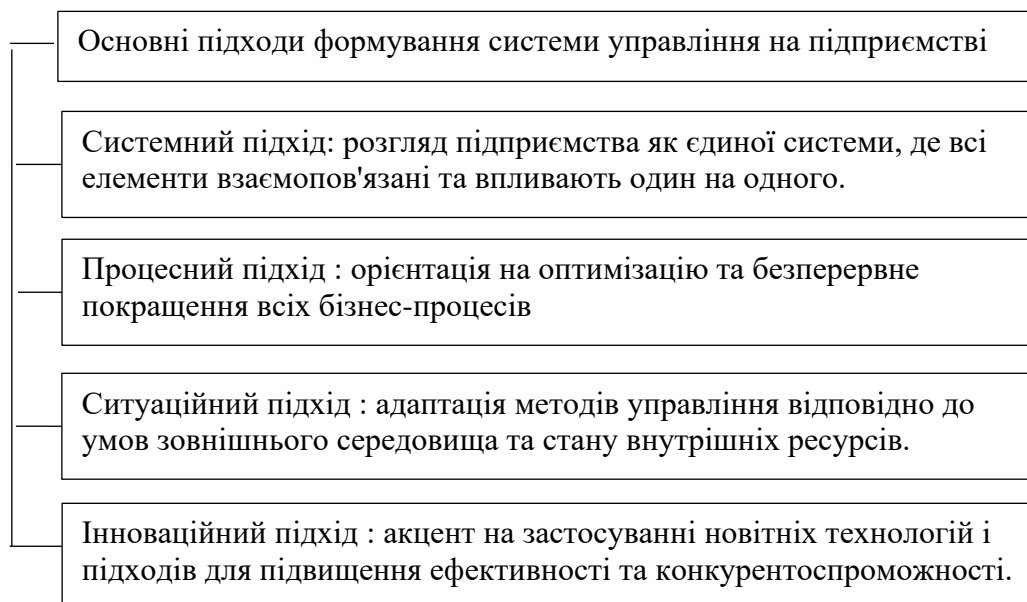 Основні підходи формування системи управління на підприємстві
Системний підхід: розгляд підприємства як єдиної системи, де всі
елементи взаємопов'язані та впливають один на одного.
Процесний підхід : орієнтація на оптимізацію та безперервне
покращення всіх бізнес-процесів
Ситуаційний підхід : адаптація методів управління відповідно до
умов зовнішнього середовища та стану внутрішніх ресурсів.
Інноваційний підхід : акцент на застосуванні новітніх технологій і
підходів для підвищення ефективності та конкурентоспроможності.